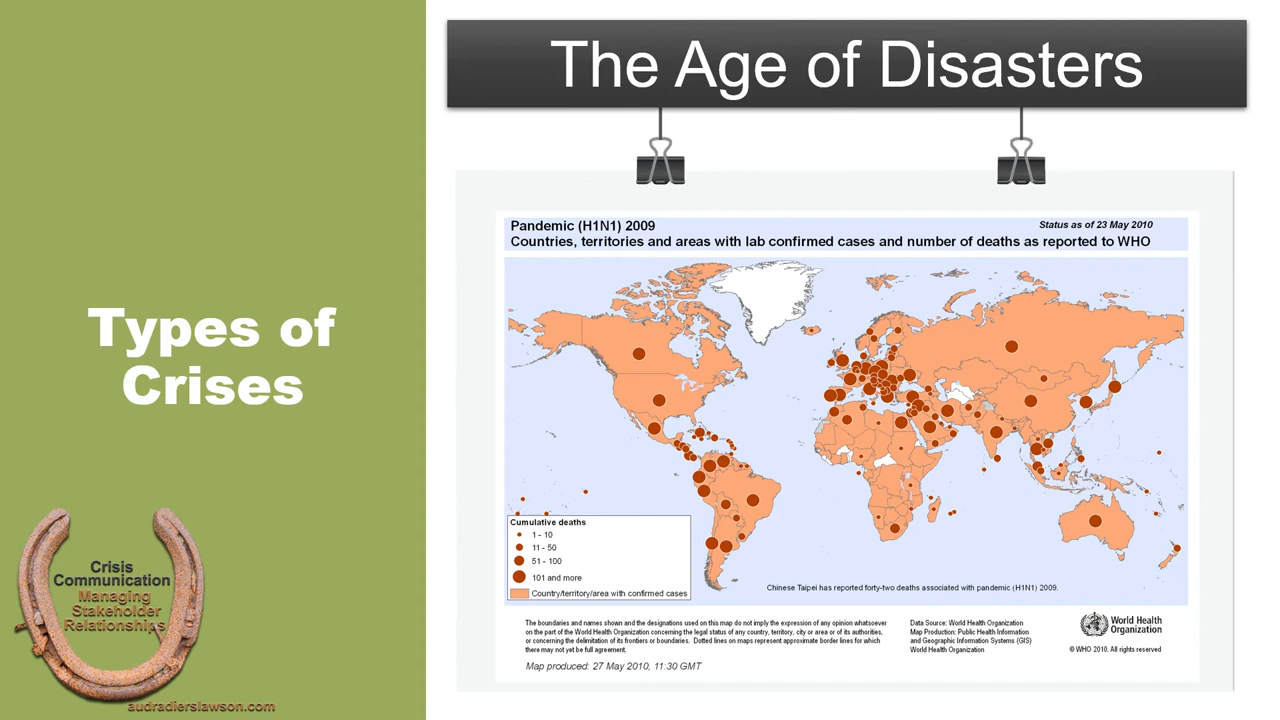 The Age of Disasters
Types of
Crises
Pandemic (H1N1) 2009
Status as of 23 May 2010
Countries, territories and areas with lab confirmed cases and number of deaths as reported to WHO
Cumulative deaths
1 - 10
11 - 50
51 - 100
101 and more
Country/territory/area with confirmed cases
Chinese Taipei has reported forty-two deaths associated with pandemic (H1N1) 2009.
The boundaries and names shown and the designations used on this map do not imply the expression of any opinion whatsoever
on the part of the World Health Organization concerning the legal status of any country, territory, city or area or of its authorities,
or concerning the delimitation of its frontiers or boundaries. Dotted lines on maps represent approximate border lines for which
there may not yet be full agreement.
Map produced: 27 May 2010, 11:30 GMT
Data Source: World Health Organization
Map Production: Public Health Information
and Geographic Information Systems (GIS)
World Health Organization
World Health
Organization
© WHO 2010. All rights reserved
Crisis
Communication
Managing
Stakeholder
Relationships
audradierslawson.com